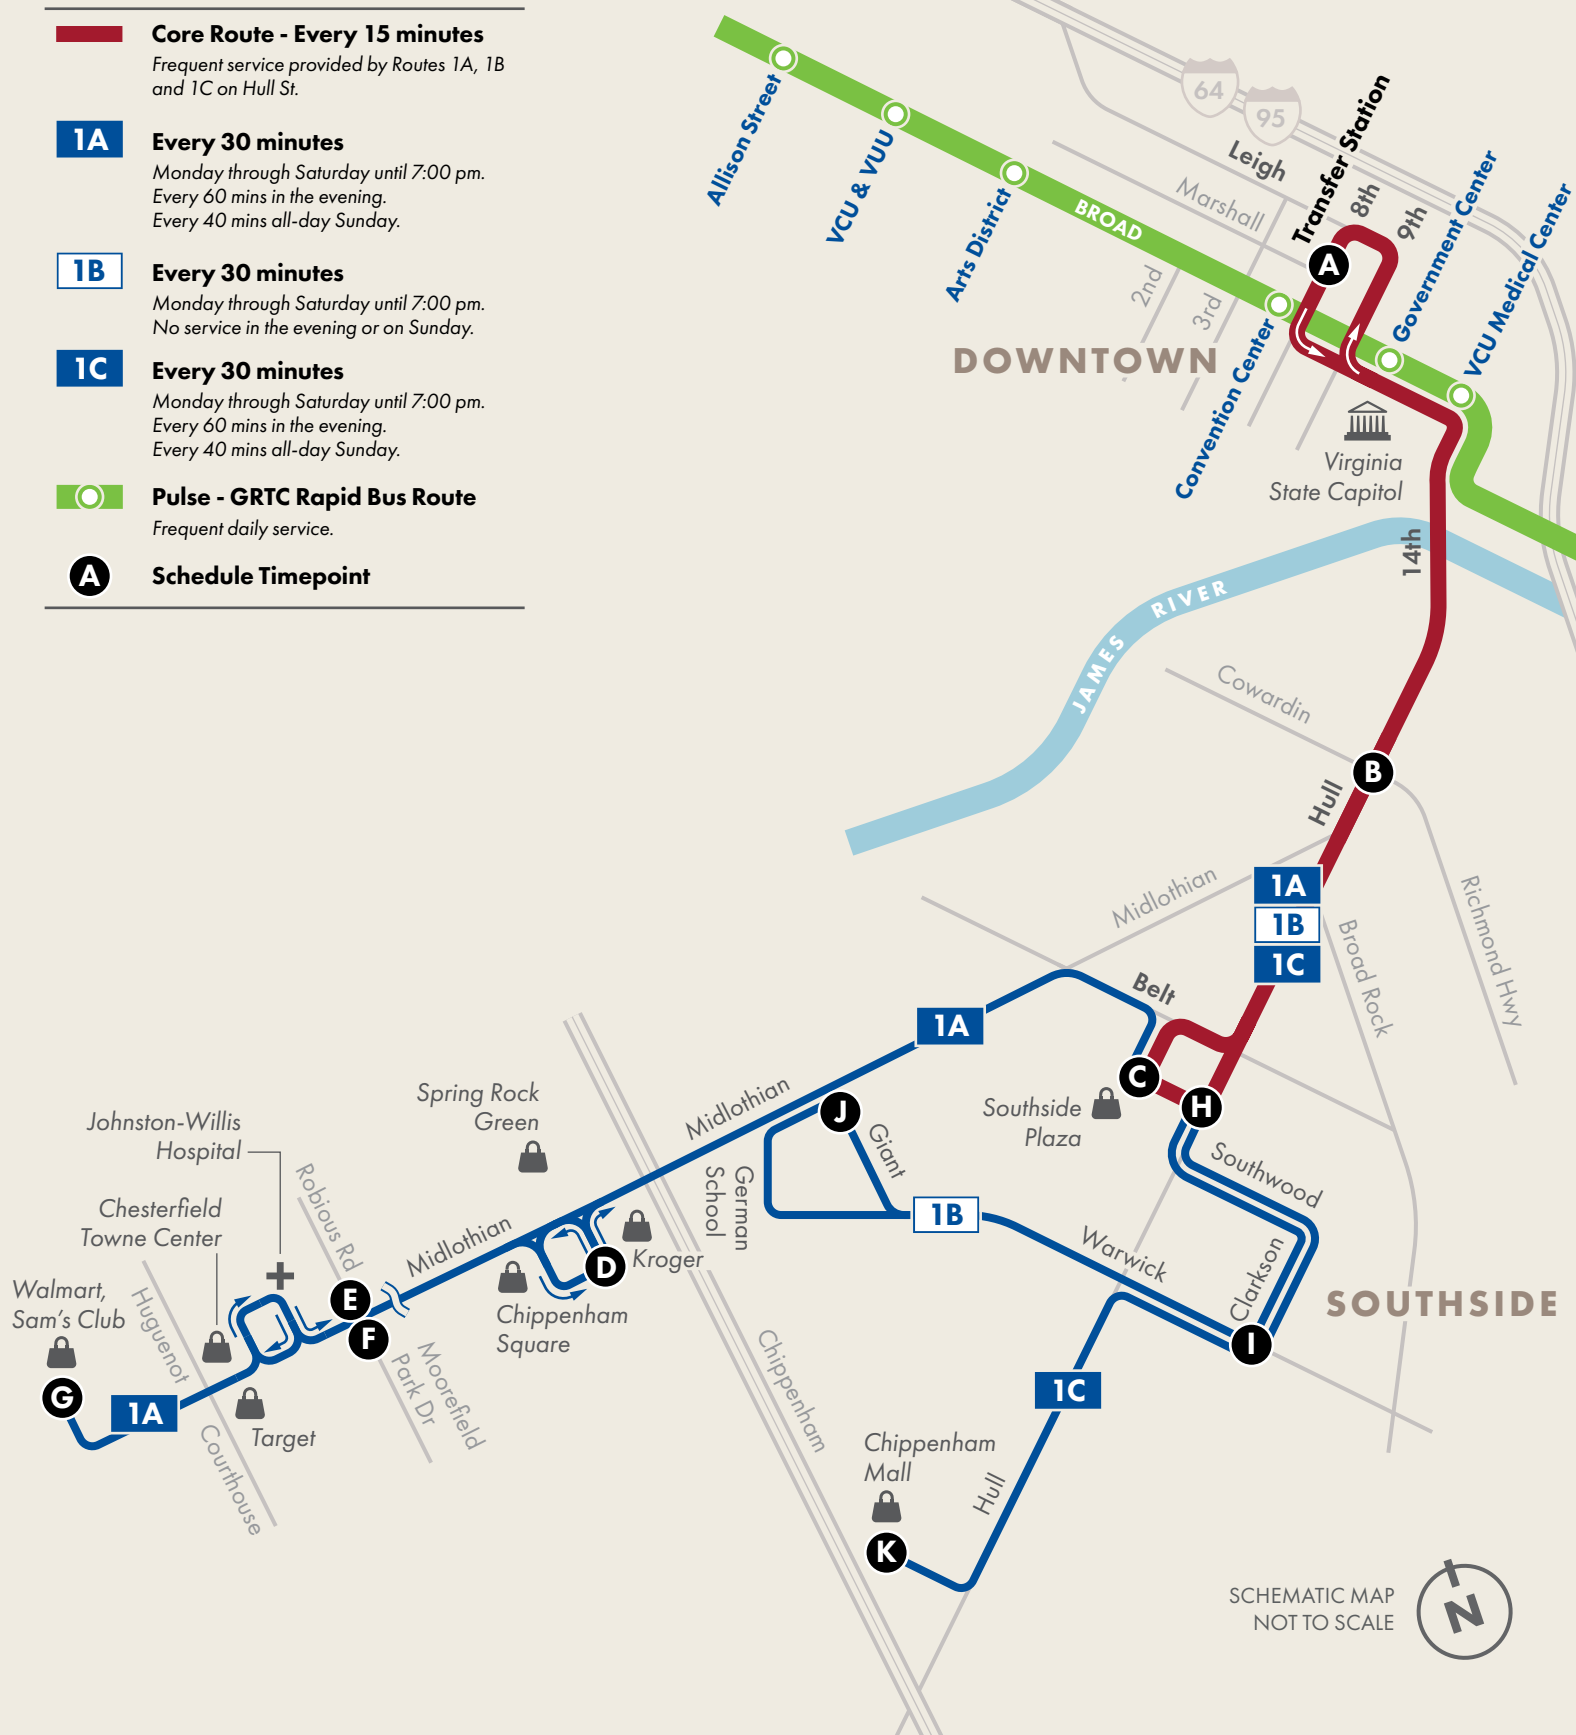 Core Route - Every 15 minutes
Frequent service provided by Routes 1A, 1B
and 1C on Hull St.
1A
Every 30 minutes
Monday through Saturday until 7:00 pm.
Every 60 mins in the evening.
Every 40 mins all-day Sunday.
1B
Every 30 minutes
Monday through Saturday until 7:00 pm.
No service in the evening or on Sunday.
1C
Every 30 minutes
Monday through Saturday until 7:00 pm.
Every 60 mins in the evening.
Every 40 mins all-day Sunday.
Pulse - GRTC Rapid Bus Route
Frequent daily service.
A
Schedule Timepoint
Allison Street
VCU & VUU
Arts District
BROAD
64
95
Leigh
Marshall
Transfer Station
8th
9th
A
Government Center
VCU Medical Center
2nd
3rd
Convention Center
DOWNTOWN
Virginia
State Capitol
14th
JAMES RIVER
Cowardin
B
Hull
Midlothian
1A
1B
1C
Broad Rock
Richmond Hwy
Belt
1A
C
H
Southside
Plaza
Southwood
Clarkson
Warwick
I
SOUTHSIDE
Midlothian
J
Giant
German
School
1B
1C
Hull
Chippenham
Mall
K
Chippenham
Spring Rock
Green
Kroger
D
Chippenham
Square
Midlothian
Johnston-Willis
Hospital
Robious Rd
Chesterfield
Towne Center
E
F
Moorefield
Park Dr
Walmart,
Sam's Club
Huguenot
G
1A
Target
Courthouse
SCHEMATIC MAP
NOT TO SCALE
N